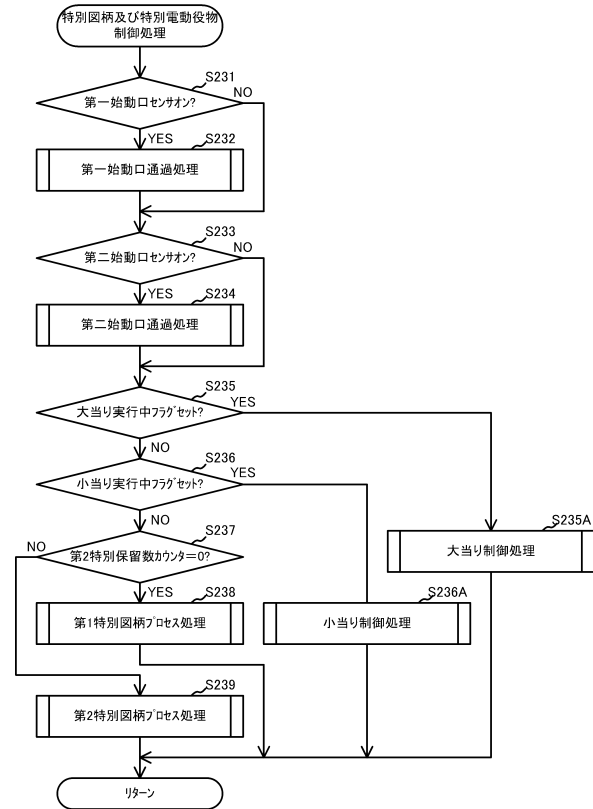 特別図柄及び特別電動役物
制御処理
S231
第一始動口センサオン?
NO
YES
S232
第一始動口通過処理
S233
第二始動口センサオン?
NO
YES
S234
第二始動口通過処理
S235
大当り実行中フラグセット?
YES
NO
S236
小当り実行中フラグセット?
YES
NO
S237
第2特別保留数カウンタ=0?
NO
YES
S235A
大当り制御処理
S238
第1特別図柄プロセス処理
S236A
小当り制御処理
S239
第2特別図柄プロセス処理
リターン